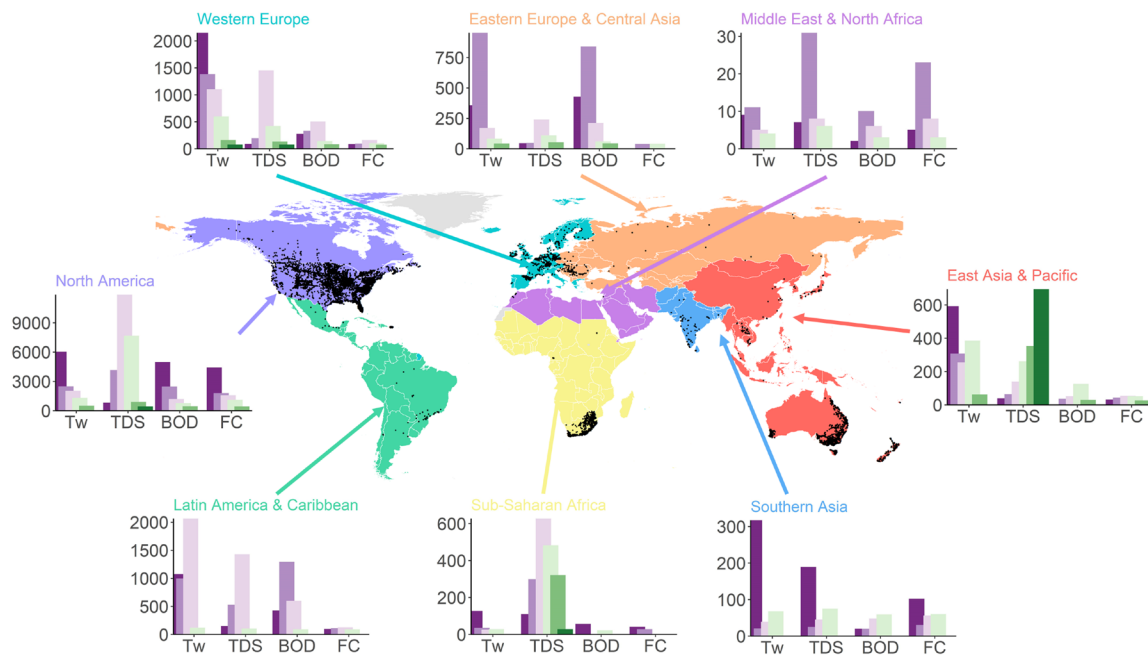 Western Europe
2000
1500
1000
500
0
Tw TDS BOD FC
Eastern Europe & Central Asia
750
500
250
0
Tw TDS BOD FC
Middle East & North Africa
30
20
10
0
Tw TDS BOD FC
North America
9000
6000
3000
0
Tw TDS BOD FC
East Asia & Pacific
600
400
200
0
Tw TDS BOD FC
Latin America & Caribbean
2000
1500
1000
500
0
Tw TDS BOD FC
Sub-Saharan Africa
600
400
200
0
Tw TDS BOD FC
Southern Asia
300
200
100
0
Tw TDS BOD FC